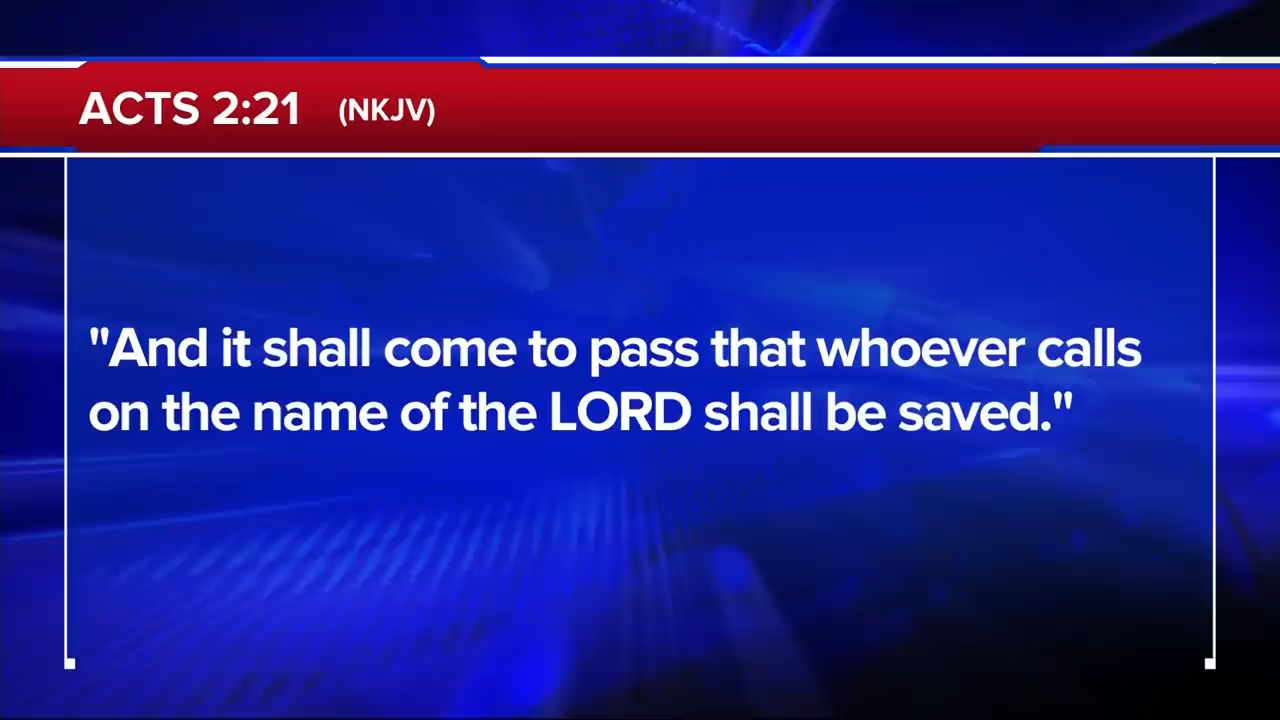 ACTS 2:21 (NKJV)
"And it shall come to pass that whoever calls
on the name of the LORD shall be saved."